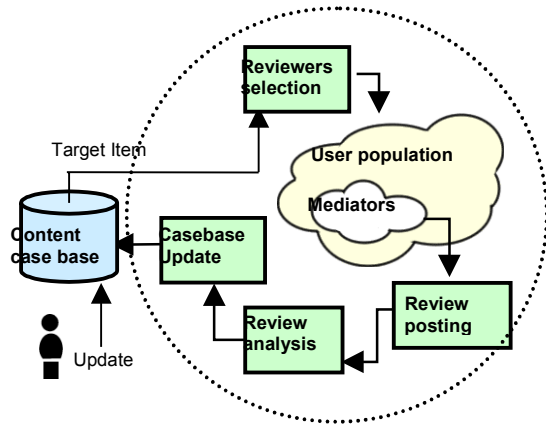 Reviewers
selection
Target Item
User population
Mediators
Content
case base
Casebase
Update
Review
posting
Review
analysis
Update